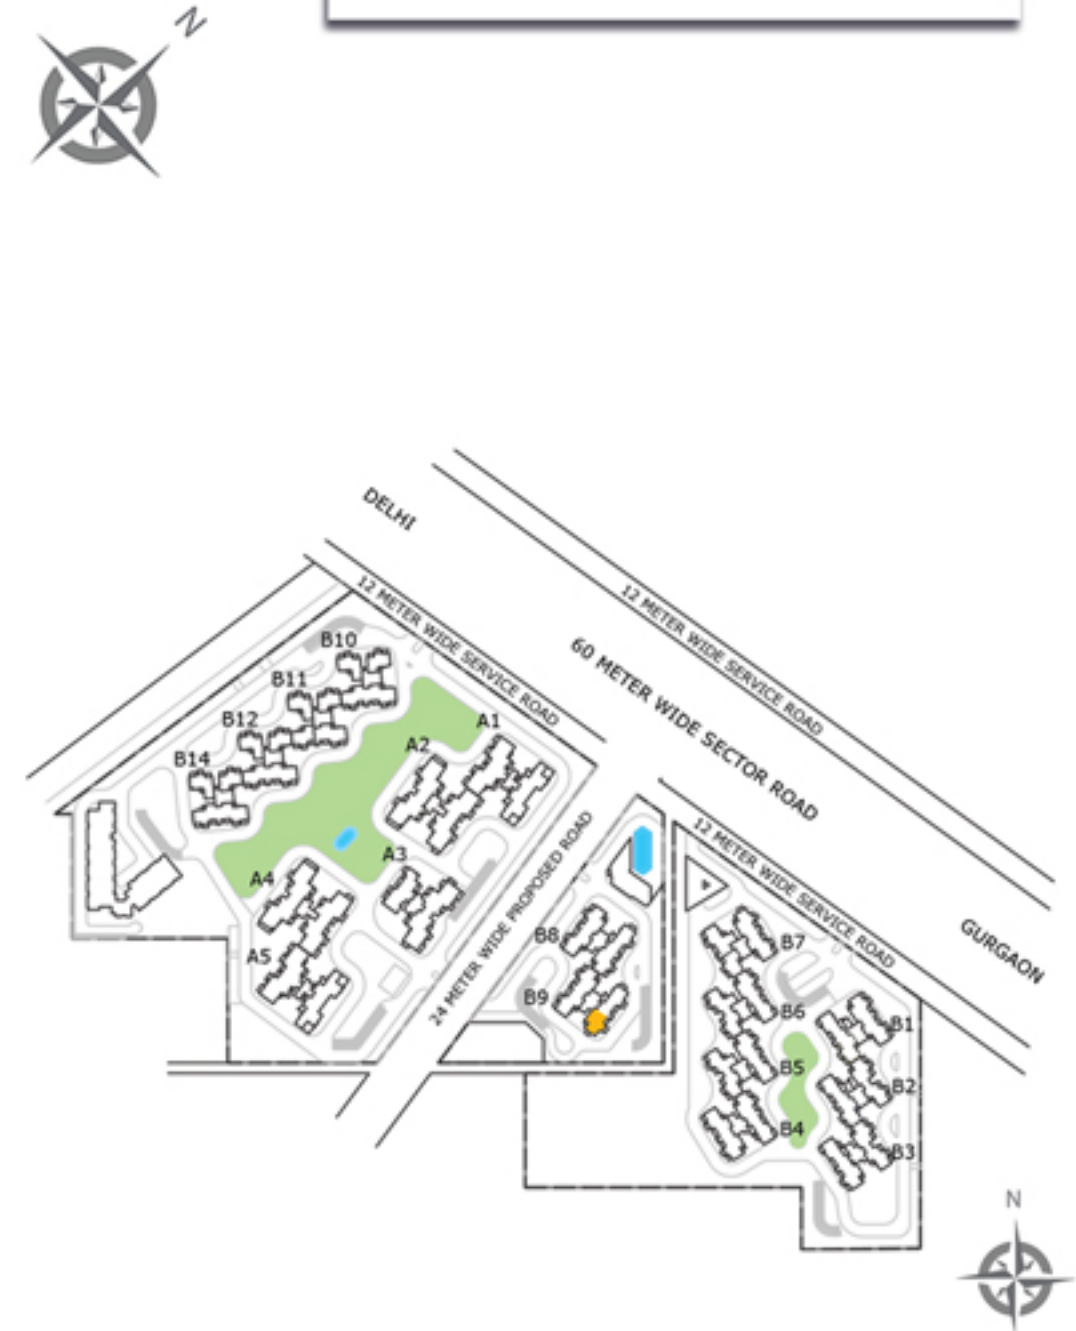 N
DELHI
12 METER WIDE SERVICE ROAD
12 METER WIDE SERVICE ROAD
60 METER WIDE SECTOR ROAD
B10
B11
B12
B14
A1
A2
A3
A4
A5
24 METER WIDE PROPOSED ROAD
12 METER WIDE SERVICE ROAD
GURGAON
B8
B9
B7
B6
B5
B4
B1
B2
B3
N